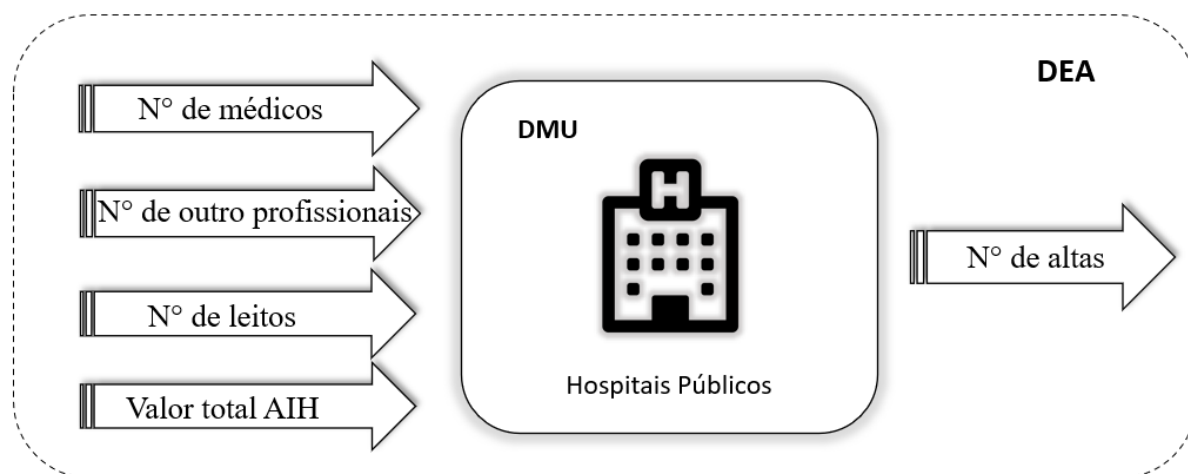 DEA
N° de médicos
N° de outro profissionais
N° de leitos
Valor total AIH
DMU
H
Hospitais Públicos
N° de altas